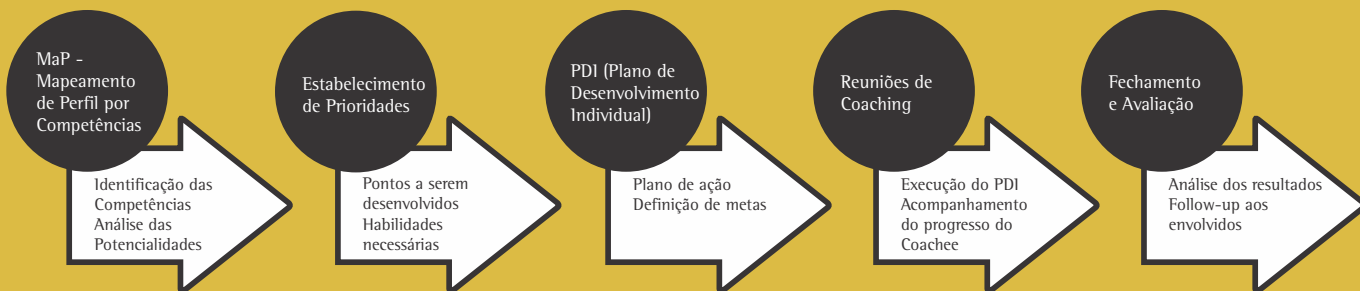 MaP -
Mapeamento
de Perfil por
Competências
Identificação das
Competências
Análise das
Potencialidades
Estabelecimento
de Prioridades
Pontos a serem
desenvolvidos
Habilidades
necessárias
PDI (Plano de
Desenvolvimento
Individual)
Plano de ação
Definição de metas
Reuniões de
Coaching
Execução do PDI
Acompanhamento
do progresso do
Coachee
Fechamento
e Avaliação
Análise dos resultados
Follow-up aos
envolvidos